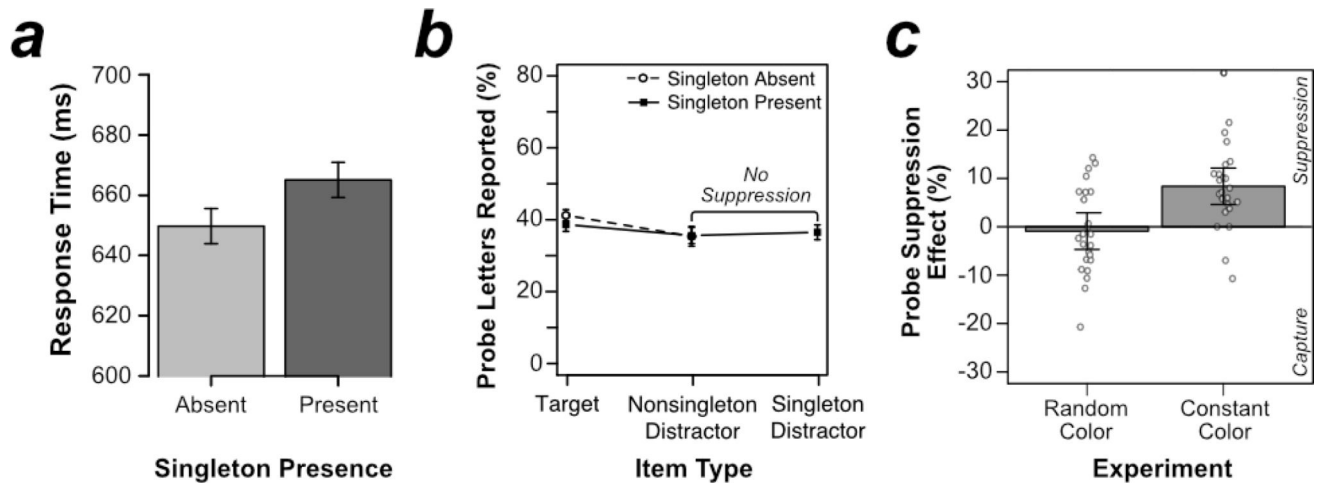 a
Response Time (ms)
700
680
660
640
620
600
Absent
Present
Singleton Presence
b
Probe Letters Reported (%)
80
60
40
20
0
Singleton Absent
Singleton Present
No
Suppression
Target
Nonsingleton
Distractor
Singleton
Distractor
Item Type
c
Probe Suppression
Effect (%)
30
20
10
0
-10
-20
-30
Suppression
Capture
Random
Color
Constant
Color
Experiment